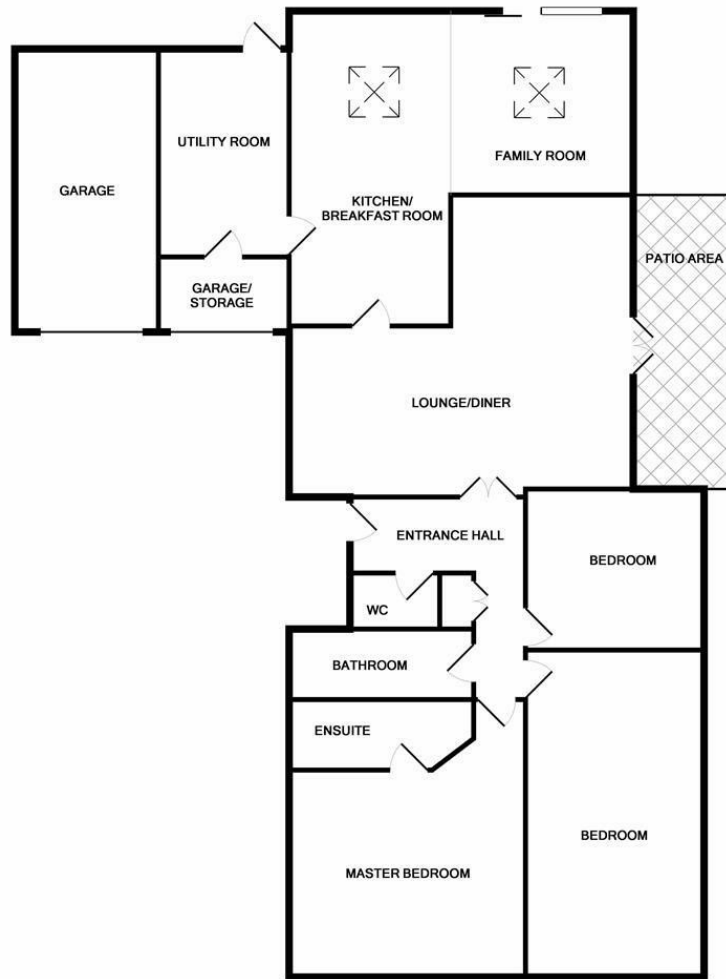 UTILITY ROOM
FAMILY ROOM
GARAGE
KITCHEN/
BREAKFAST ROOM
PATIO AREA
GARAGE/
STORAGE
LOUNGE/DINER
ENTRANCE HALL
BEDROOM
WC
BATHROOM
ENSUITE
BEDROOM
MASTER BEDROOM